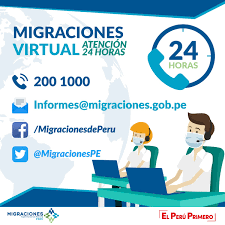 MIGRACIONES
VIRTUAL ATENCIÓN
24 HORAS
24
HORAS
200 1000
Informes@migraciones.gob.pe
/MigracionesdePeru
@MigracionesPE
MIGRACIONES
EL PERÚ PRIMERO